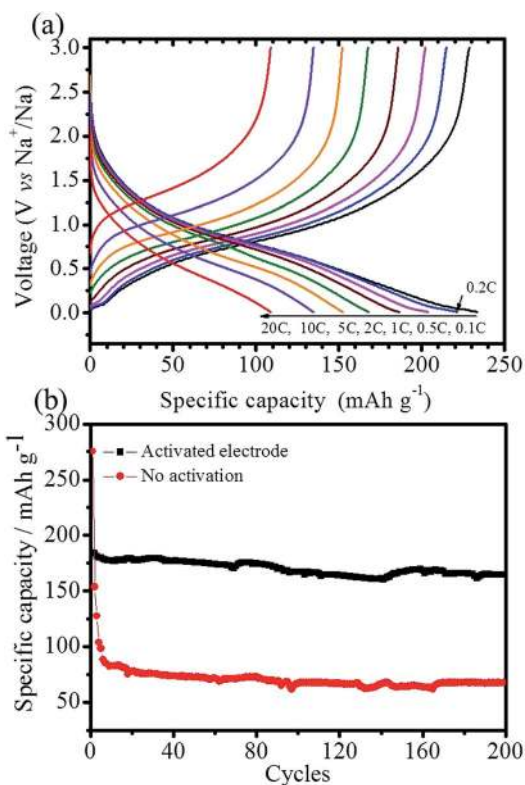 (a)
3.0
2.5
2.0
1.5
1.0
0.5
0.0
Voltage (V vs Na⁺/Na)
0.2C
20C, 10C, 5C, 2C, 1C, 0.5C, 0.1C
0 50 100 150 200 250
Specific capacity (mAh g⁻¹)
(b)
300
250
200
150
100
50
Specific capacity / mAh g⁻¹
Activated electrode
No activation
0 40 80 120 160 200
Cycles